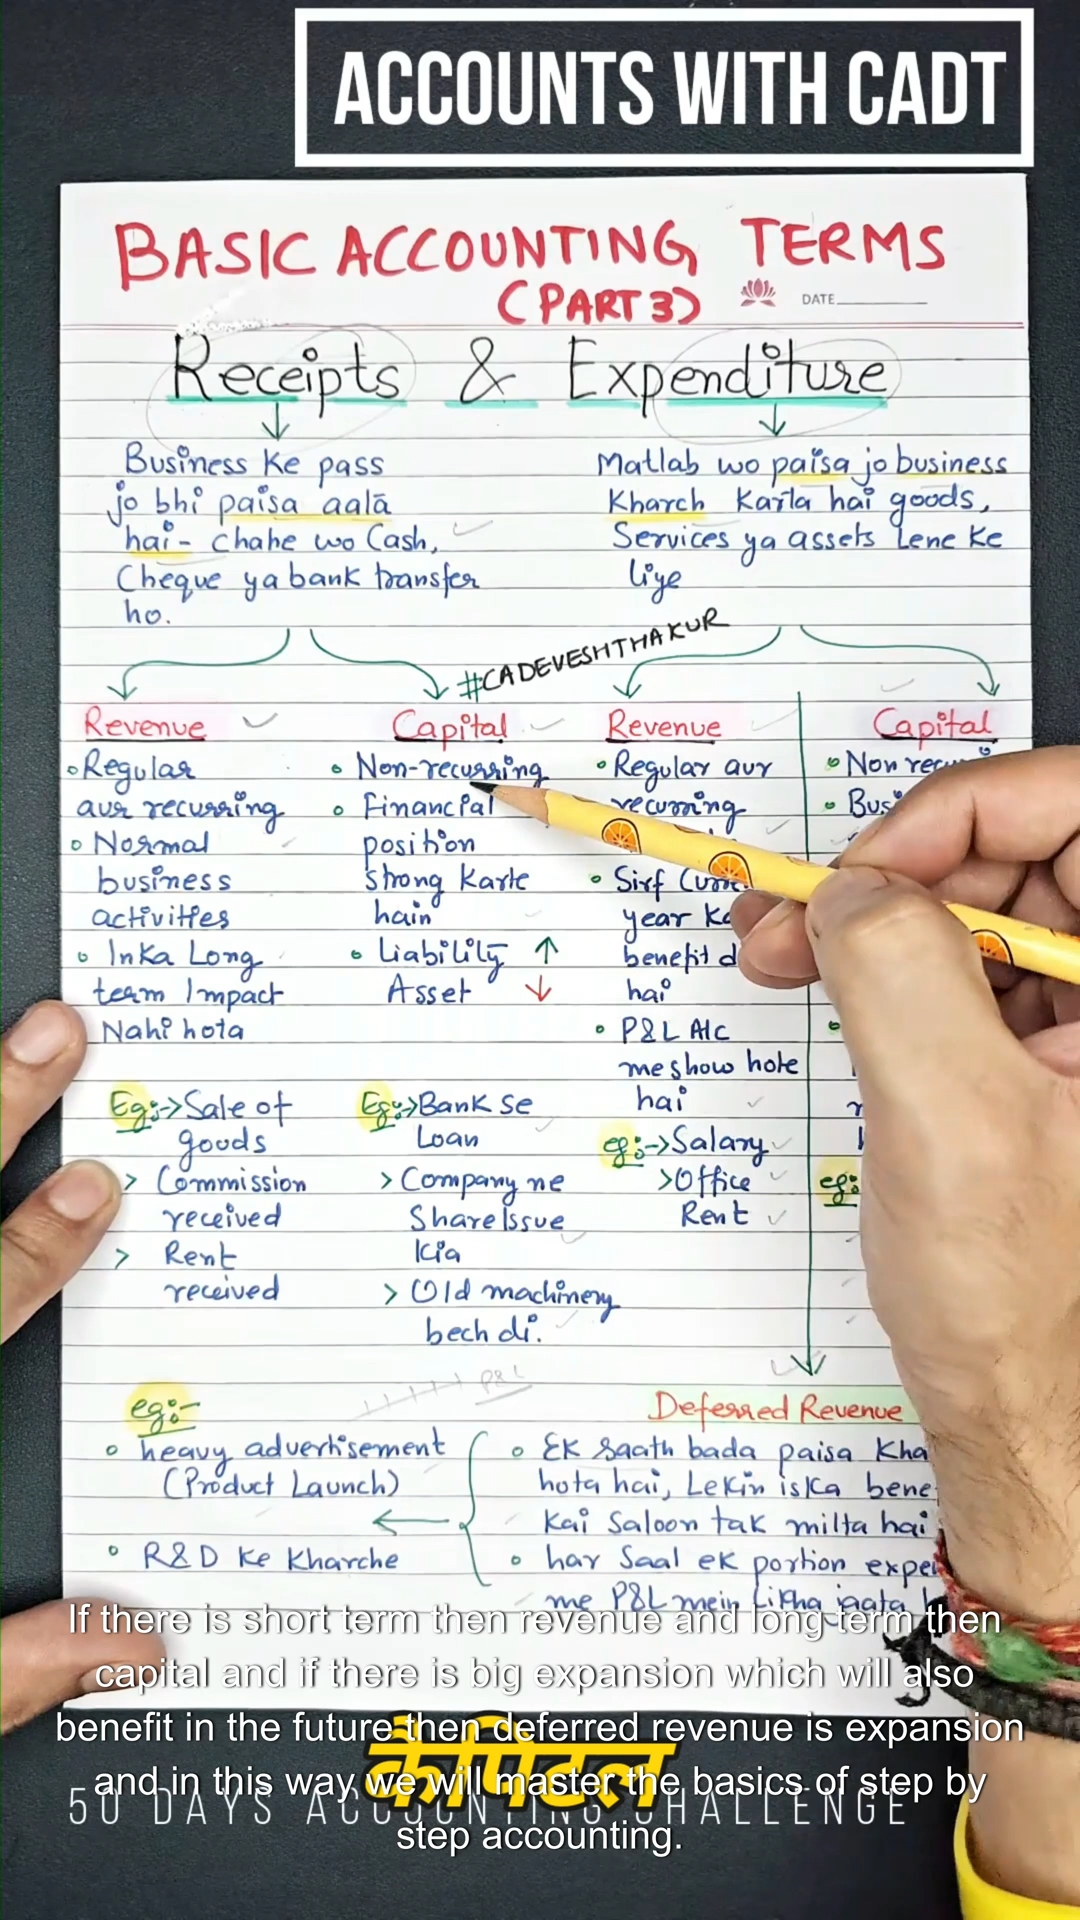 ACCOUNTS WITH CADT
BASIC ACCOUNTING TERMS
(PART 3)
DATE
Receipts & Expenditure
Business Ke pass
jo bhi paisa aata
hai - chahe wo Cash,
Cheque ya bank transfer
ho.
Matlab wo paisa jo business
Kharch Karta hai goods,
Services ya assets Lene Ke
liye
#CADEVESHTHAKUR
Revenue
• Regular
aur recurring
• Normal
business
activities
• Inka Long
term Impact
Nahi hota
Eg:-> Sale of
goods
> Commission
received
> Rent
received
Capital
• Non-recurring
• Financial
position
strong Karte
hain
• Liability ↑
Asset ↓
Eg:-> Bank se
Loan
> Company ne
Share Issue
Kia
> Old machinery
bech di.
Revenue
• Regular aur
recurring
• Sirf
year
benefit
hai
• P&L A/c
me show hote
hai
eg:-> Salary
> Office
Rent
Capital
• Non
•
eg:
P&L
Deferred Revenue
• EK Saath bada paisa
hota hai, Lekin iska
Kai Saloon tak milta hai
• har Saal ek portion
me P&L mein Likha jaata
eg:-
• heavy advertisement
(Product Launch)
• R&D Ke Kharche
If there is short term then revenue and long term then
capital and if there is big expansion which will also
benefit in the future then deferred revenue is expansion
and in this way we will master the basics of step by
step accounting.
कैपिटल
50 DAYS ACCOUNTING CHALLENGE